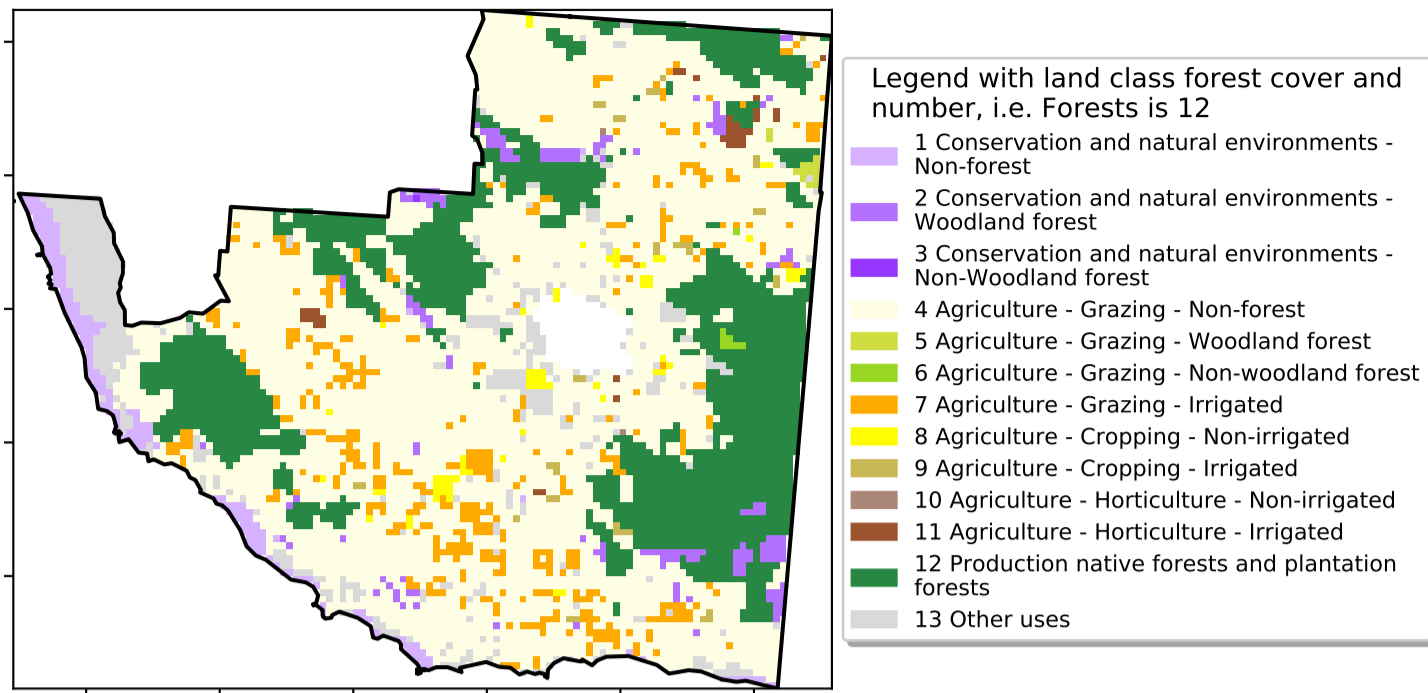 Legend with land class forest cover and
number, i.e. Forests is 12
1 Conservation and natural environments -
Non-forest
2 Conservation and natural environments -
Woodland forest
3 Conservation and natural environments -
Non-Woodland forest
4 Agriculture - Grazing - Non-forest
5 Agriculture - Grazing - Woodland forest
6 Agriculture - Grazing - Non-woodland forest
7 Agriculture - Grazing - Irrigated
8 Agriculture - Cropping - Non-irrigated
9 Agriculture - Cropping - Irrigated
10 Agriculture - Horticulture - Non-irrigated
11 Agriculture - Horticulture - Irrigated
12 Production native forests and plantation
forests
13 Other uses